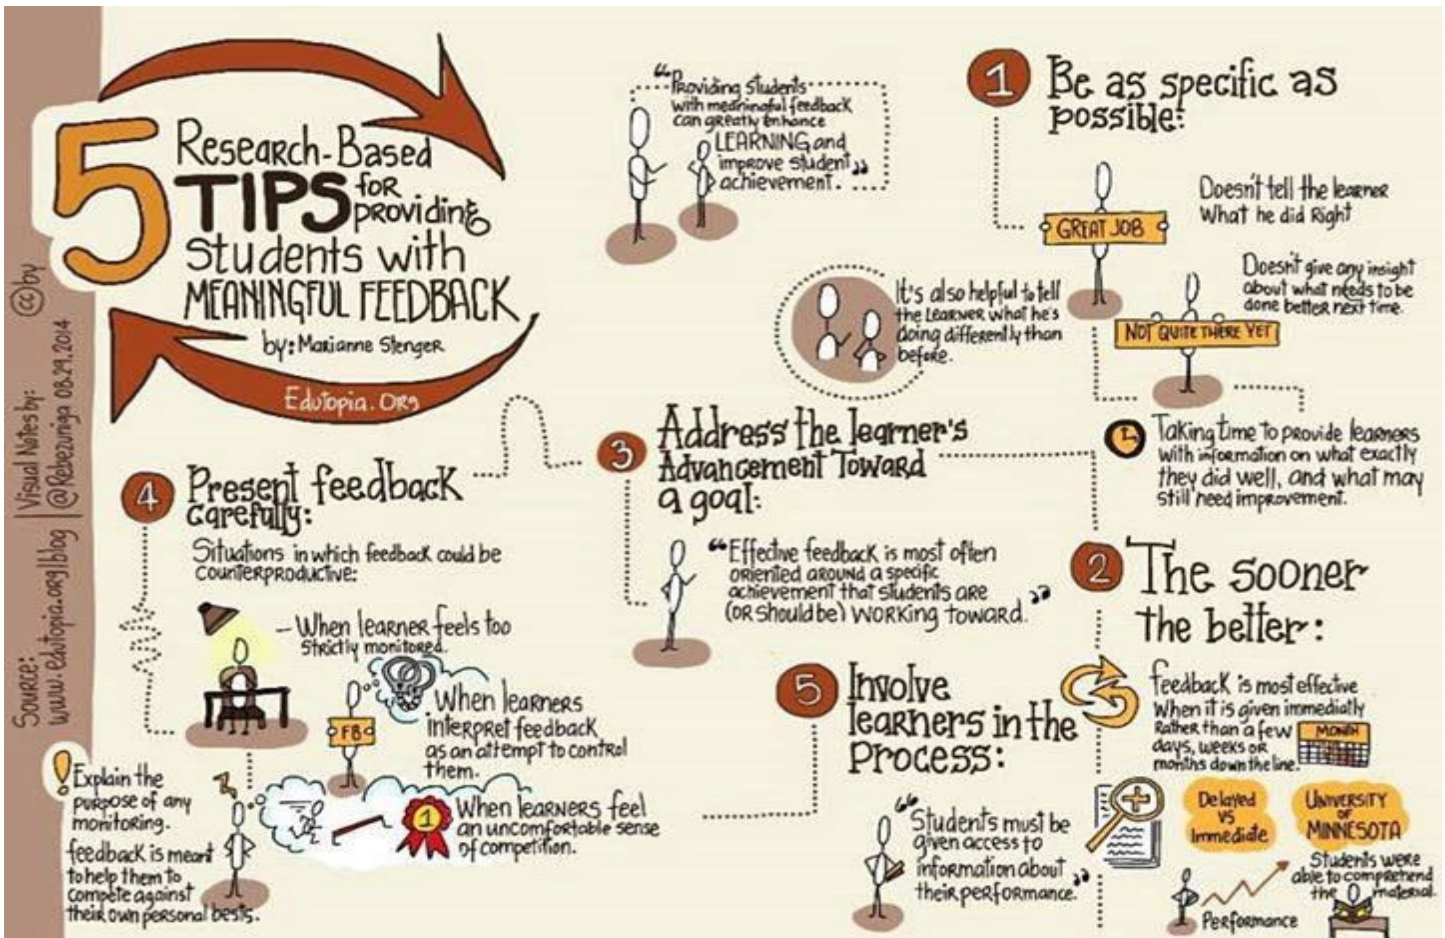 5
Research-Based
TIPS for
providing
Students with
MEANINGFUL FEEDBACK
by: Marianne Stenger
Edutopia.ORG
“Providing Students
with meaningful feedback
can greatly enhance
LEARNING and
improve student
achievement.”
1 Be as specific as
possible:
GREAT JOB
Doesn't tell the learner
What he did Right
NOT QUITE THERE YET
Doesn't give any insight
about what needs to be
done better next time.
It's also helpful to tell
the LEARNER what he's
doing differently than
before.
Taking time to provide learners
with information on what exactly
they did well, and what may
still need improvement.
2 The sooner
the better:
feedback is most effective
When it is given immediatly
Rather than a few
days, weeks or
months down the line.
MONTH
Delayed
vs
Immediate
UNIVERSITY
OF
MINNESOTA
Students were
able to comprehend
the material.
Performance
3 Address the learner's
Advancement Toward
a goal:
“Effective feedback is most often
oriented around a specific
achievement that students are
(OR should be) WORKING TOWARD.”
4 Present feedback
carefully:
Situations in which feedback could be
counterproductive:
- When learner feels too
Strictly monitored.
FB
When learners
interpret feedback
as an attempt to control
them.
1
When learners feel
an uncomfortable sense
of competition.
! Explain the
purpose of any
monitoring.
feedback is meant
to help them to
compete against
their own personal bests.
5 Involve
learners in the
Process:
“Students must be
given access to
information about
their performance.”
Source:
www.edutopia.org|blog
Visual Notes by:
@Rebezuniga 08.29.2014
cc by